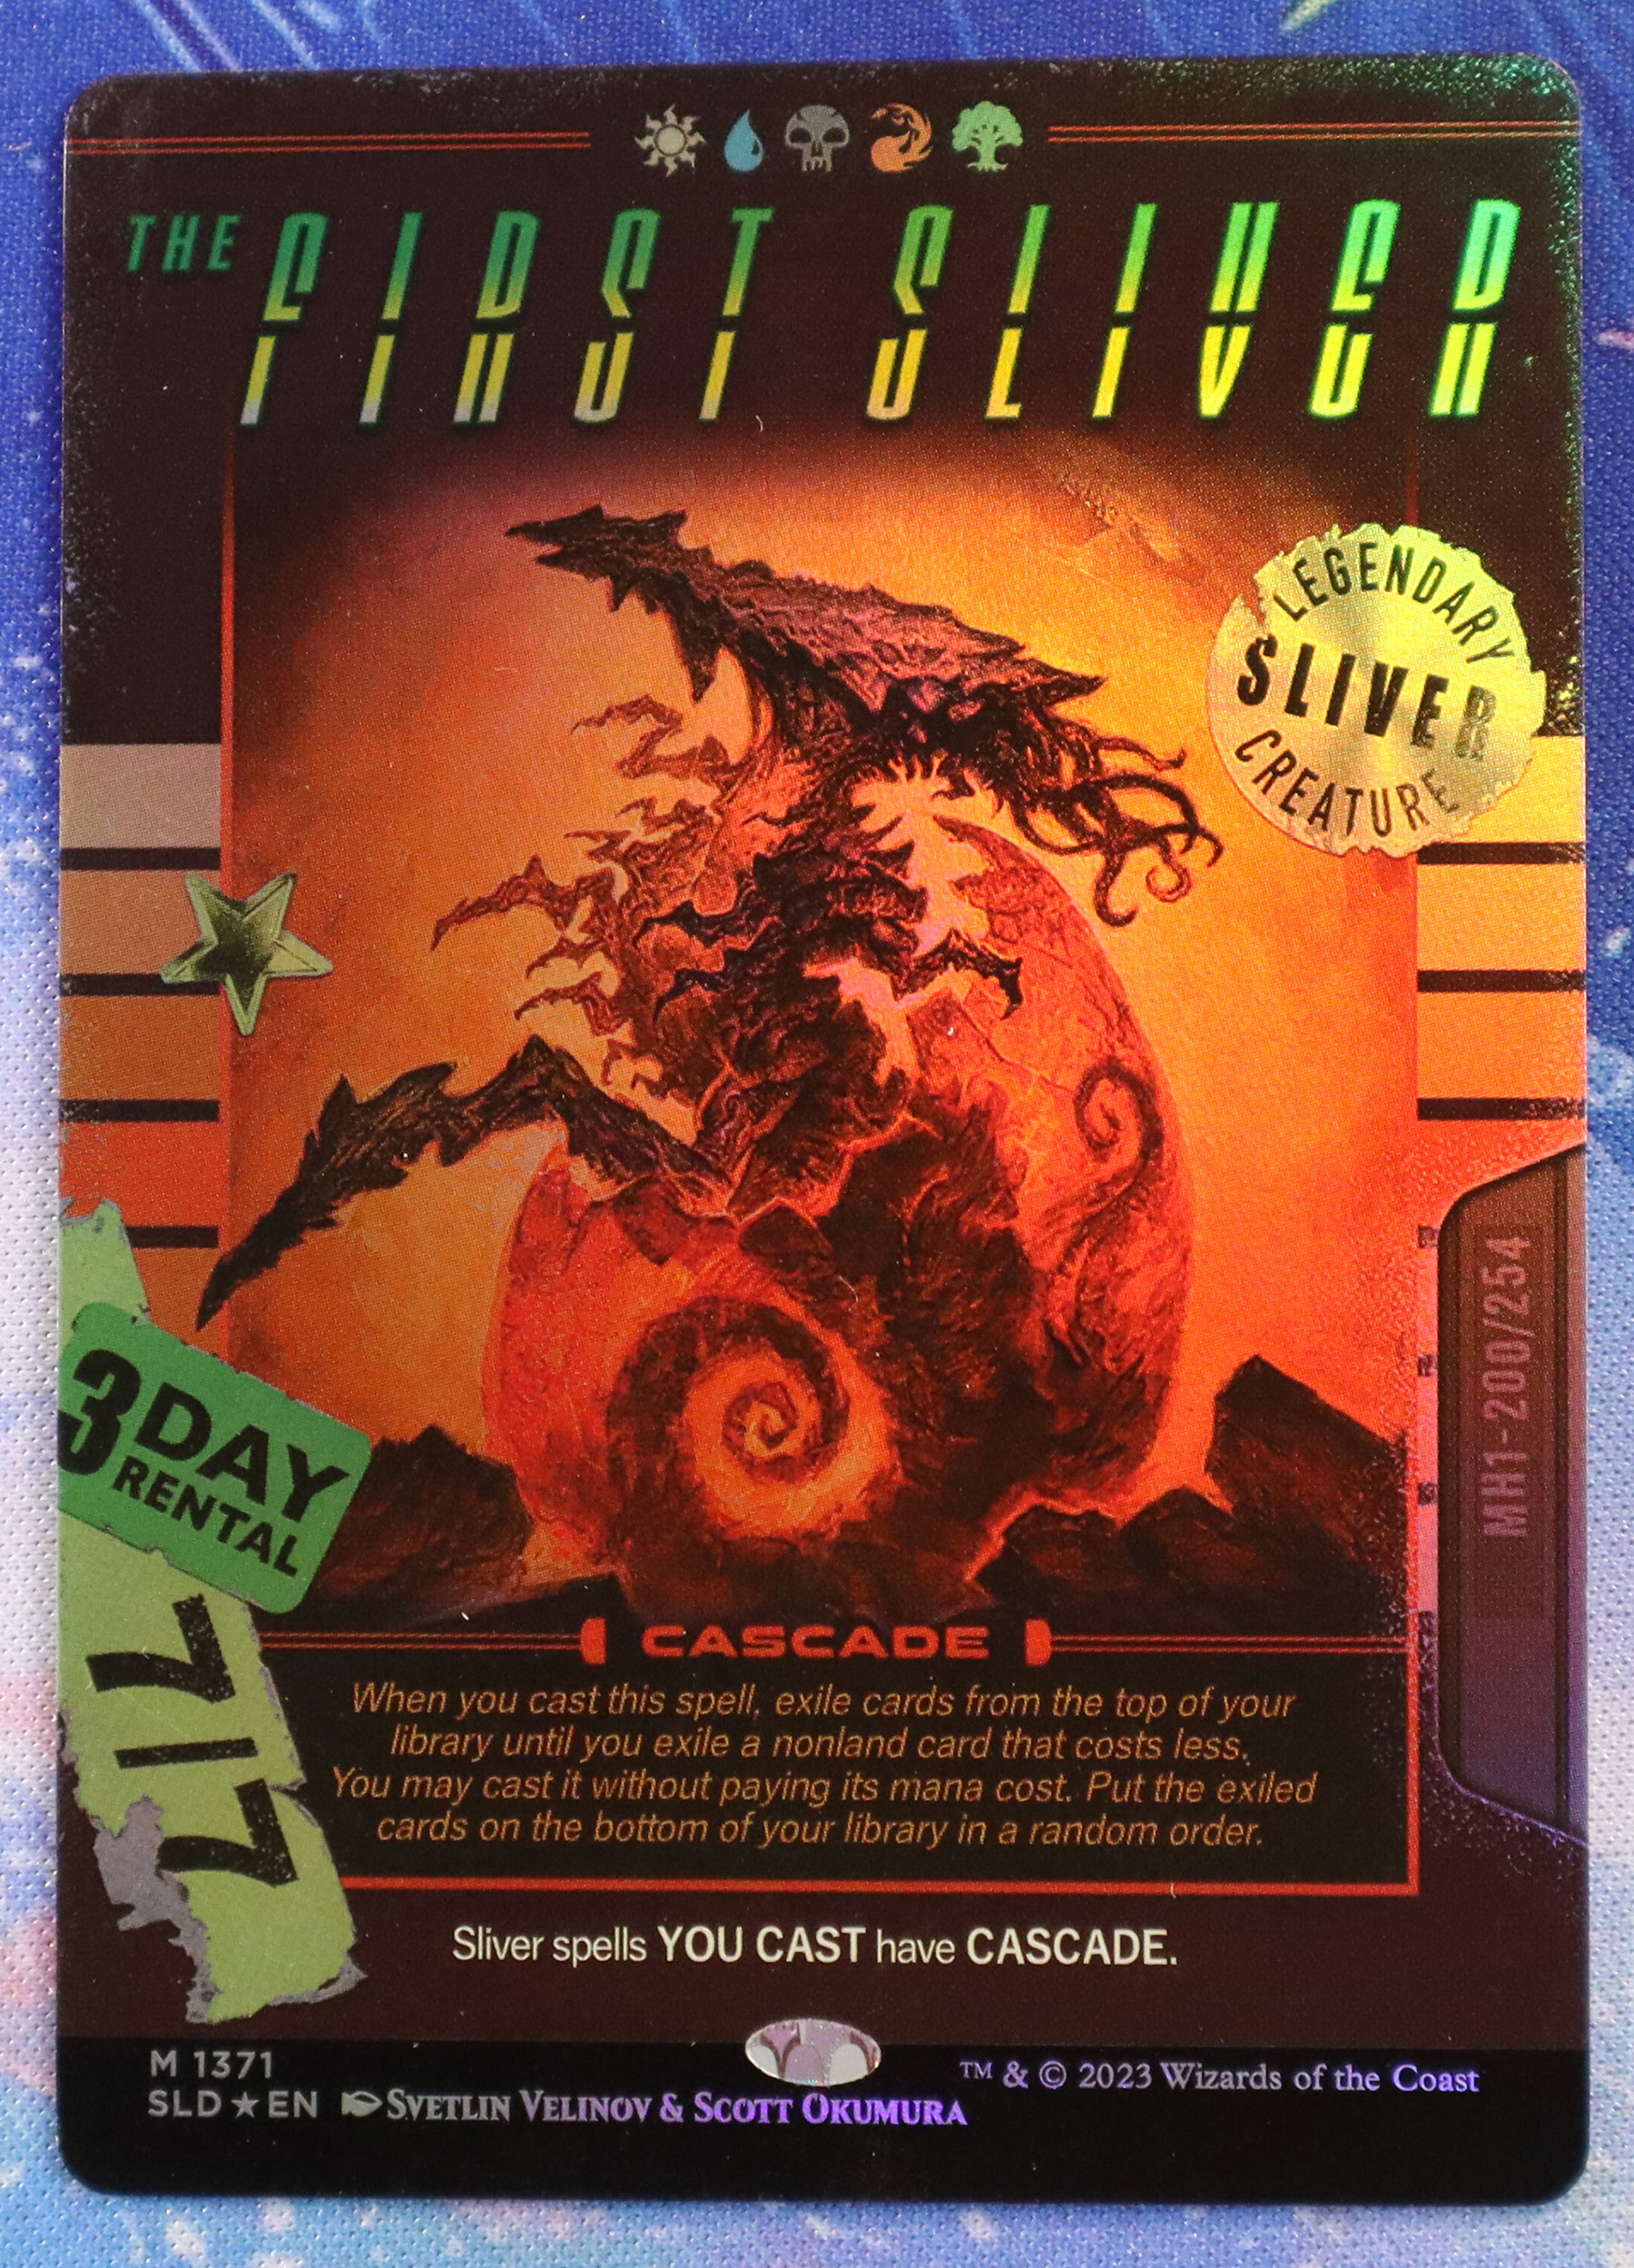 THE FIRST SLIVER
LEGENDARY
SLIVER
CREATURE
3 DAY
RENTAL
7/7
MH1-200/254
CASCADE
When you cast this spell, exile cards from the top of your
library until you exile a nonland card that costs less.
You may cast it without paying its mana cost. Put the exiled
cards on the bottom of your library in a random order.
Sliver spells YOU CAST have CASCADE.
M 1371
SLD ★ EN SVETLIN VELINOV & SCOTT OKUMURA
™ & © 2023 Wizards of the Coast